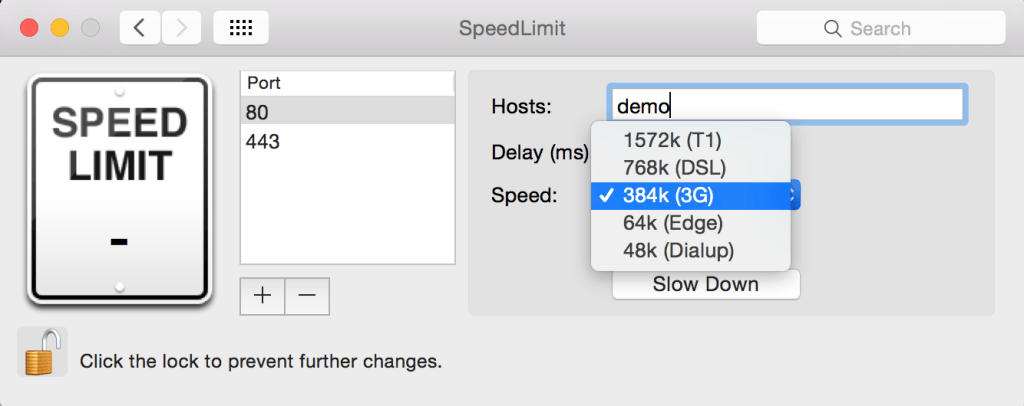 SpeedLimit
Search
SPEED
LIMIT
-
Port
80
443
+ −
Hosts: demo
Delay (ms)
Speed:
1572k (T1)
768k (DSL)
✓ 384k (3G)
64k (Edge)
48k (Dialup)
Slow Down
Click the lock to prevent further changes.